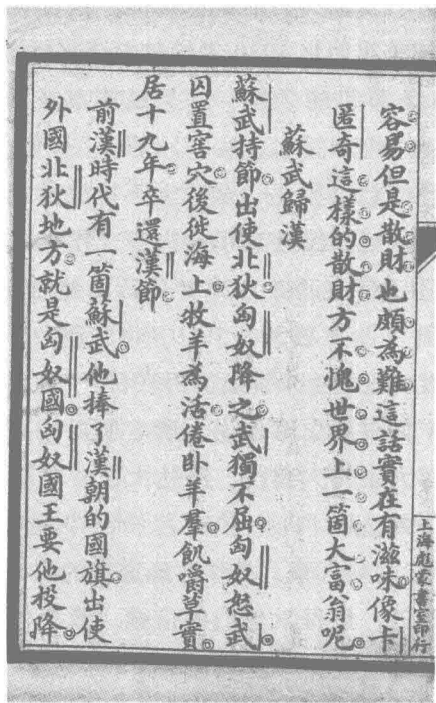 容易但是散財也頗為難這話實在有滋味像卡
匿奇這樣的散財方不愧世界上一箇大富翁呢
蘇武歸漢
蘇武持節出使北狄匈奴降之武獨不屈匈奴怒武
囚置窖穴後徙海上牧羊為活倦卧羊羣飢嚼草實
居十九年卒還漢節
前漢時代有一箇蘇武他捧了漢朝的國旗出使
外國北狄地方就是匈奴國匈奴國王要他投降
上海彪蒙書室印行